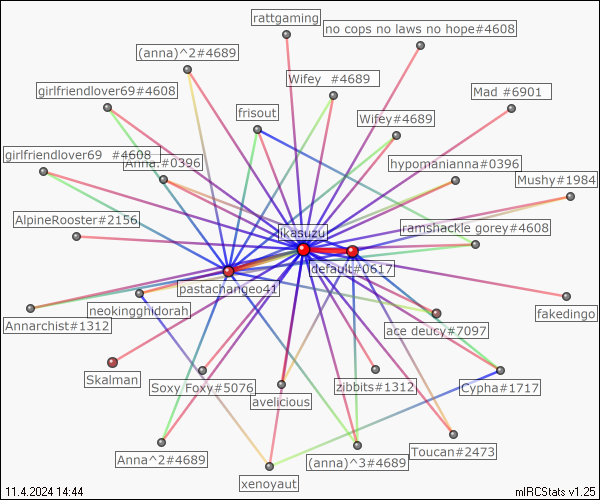 rattgaming
no cops no laws no hope#4608
(anna)^2#4689
Wifey #4689
girlfriendlover69#4608
Mad #6901
frisout
Wifey#4689
girlfriendlover69 #4608
Anna.#0396
hypomanianna#0396
Mushy#1984
AlpineRooster#2156
ikasuzu
ramshackle gorey#4608
default#0617
pastachangeo41
neokingghidorah
fakedingo
Annarchist#1312
ace deucy#7097
Skalman
Soxy Foxy#5076
zibbits#1312
Cypha#1717
avelicious
Toucan#2473
Anna^2#4689
(anna)^3#4689
xenoyaut
11.4.2024 14:44
mIRCStats v1.25